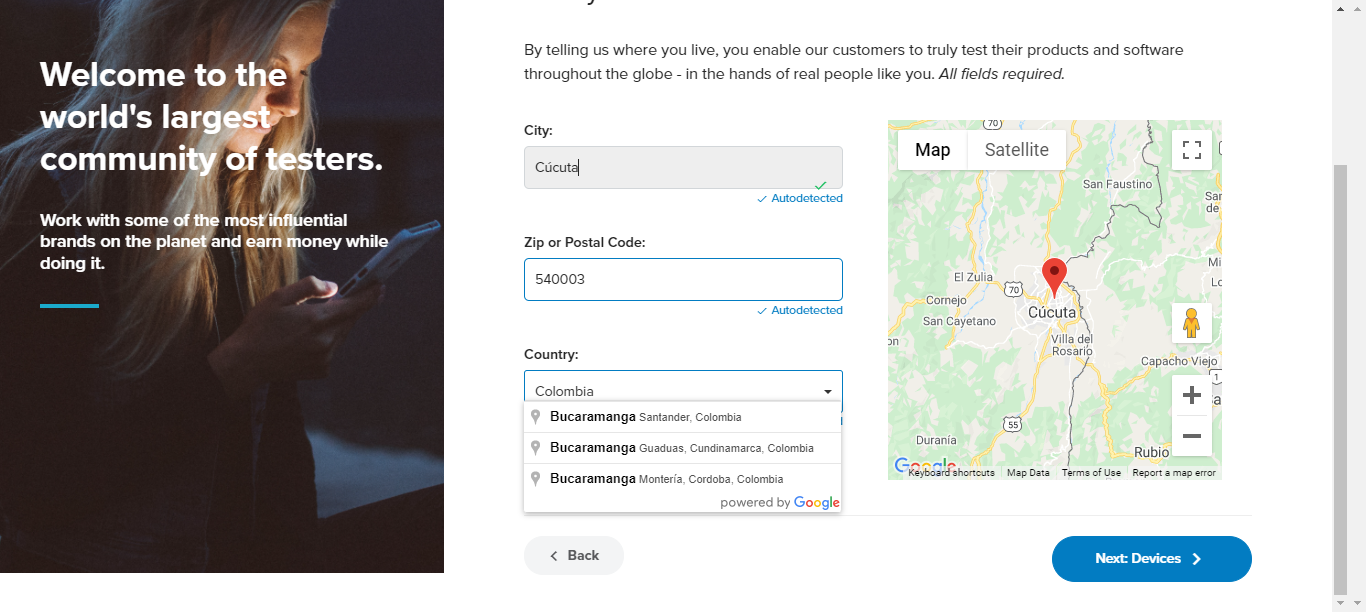 Welcome to the
world's largest
community of testers.
Work with some of the most influential
brands on the planet and earn money while
doing it.
By telling us where you live, you enable our customers to truly test their products and software
throughout the globe - in the hands of real people like you. All fields required.
City:
Cúcuta
Autodetected
Zip or Postal Code:
540003
Autodetected
Country:
Colombia
Bucaramanga Santander, Colombia
Bucaramanga Guaduas, Cundinamarca, Colombia
Bucaramanga Montería, Cordoba, Colombia
powered by Google
Map Satellite
70
San Faustino
El Zulia
70
Cornejo
Cúcuta
San Cayetano
Villa del
Rosario
Capacho Viejo
1
55
Duranía
Rubio
Google
Keyboard shortcuts Map Data Terms of Use Report a map error
Back
Next: Devices